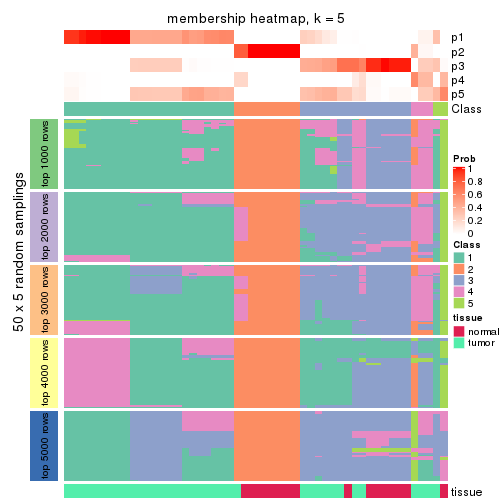 membership heatmap, k = 5
p1
p2
p3
p4
p5
Class
50 x 5 random samplings
top 1000 rows
top 2000 rows
top 3000 rows
top 4000 rows
top 5000 rows
tissue
Prob
1
0.8
0.6
0.4
0.2
0
Class
1
2
3
4
5
tissue
normal
tumor